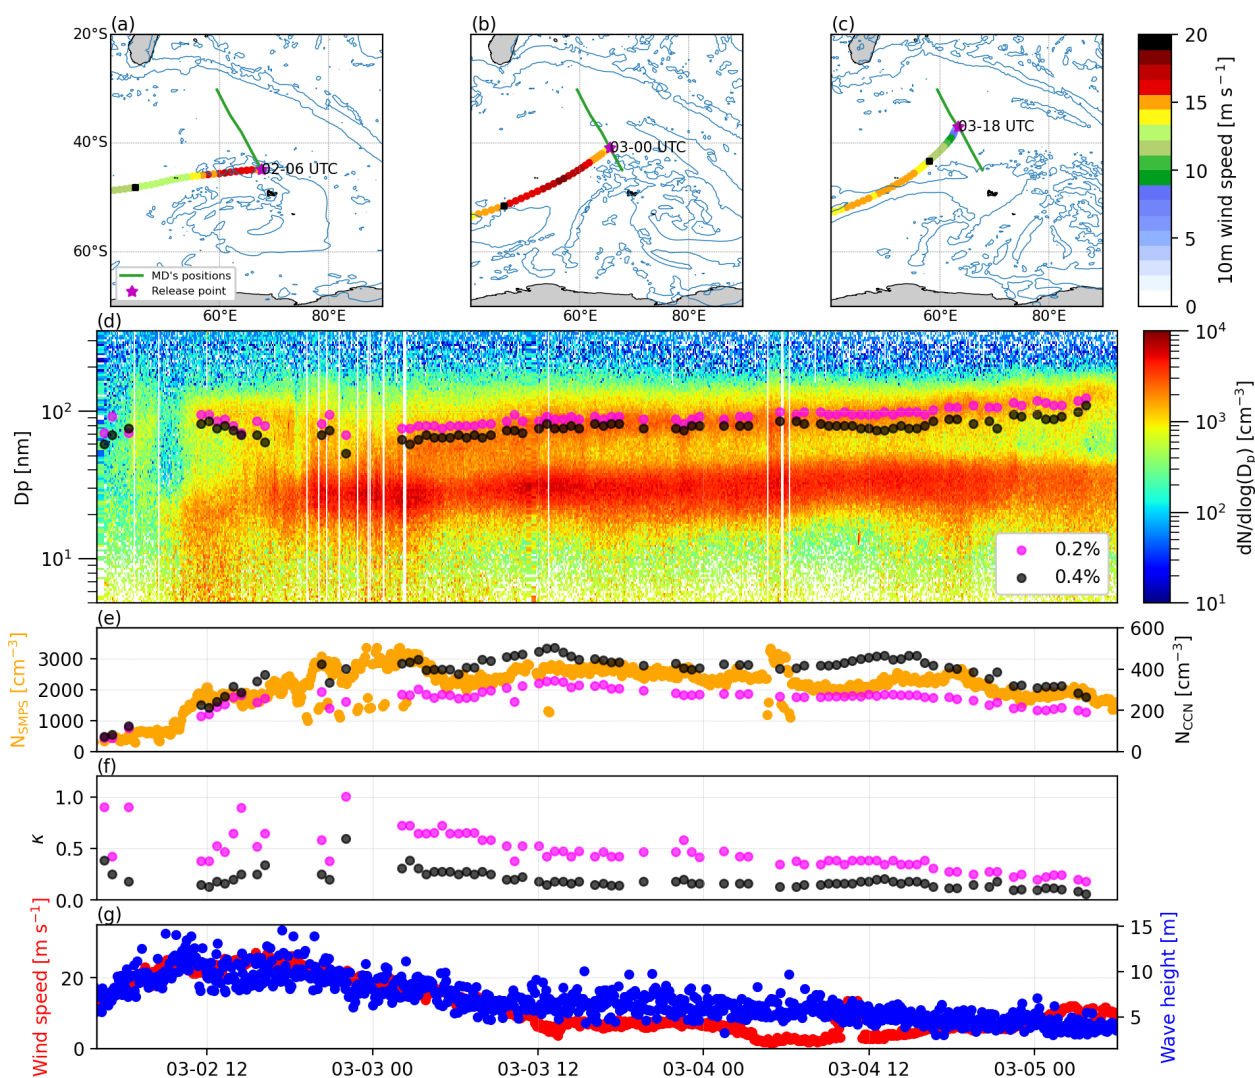 (a)
(b)
(c)
20°S
40°S
60°S
02-06 UTC
03-00 UTC
03-18 UTC
MD's positions
Release point
60°E
80°E
60°E
80°E
60°E
80°E
20
15
10
5
0
10m wind speed [m s⁻¹]
(d)
Dp [nm]
10²
10¹
0.2%
0.4%
10⁴
10³
10²
10¹
dN/dlog(Dₚ) [cm⁻³]
(e)
N_SMPS [cm⁻³]
3000
2000
1000
0
600
400
200
0
N_CCN [cm⁻³]
(f)
κ
1.0
0.5
0.0
(g)
Wind speed [m s⁻¹]
20
0
15
10
5
Wave height [m]
03-02 12
03-03 00
03-03 12
03-04 00
03-04 12
03-05 00